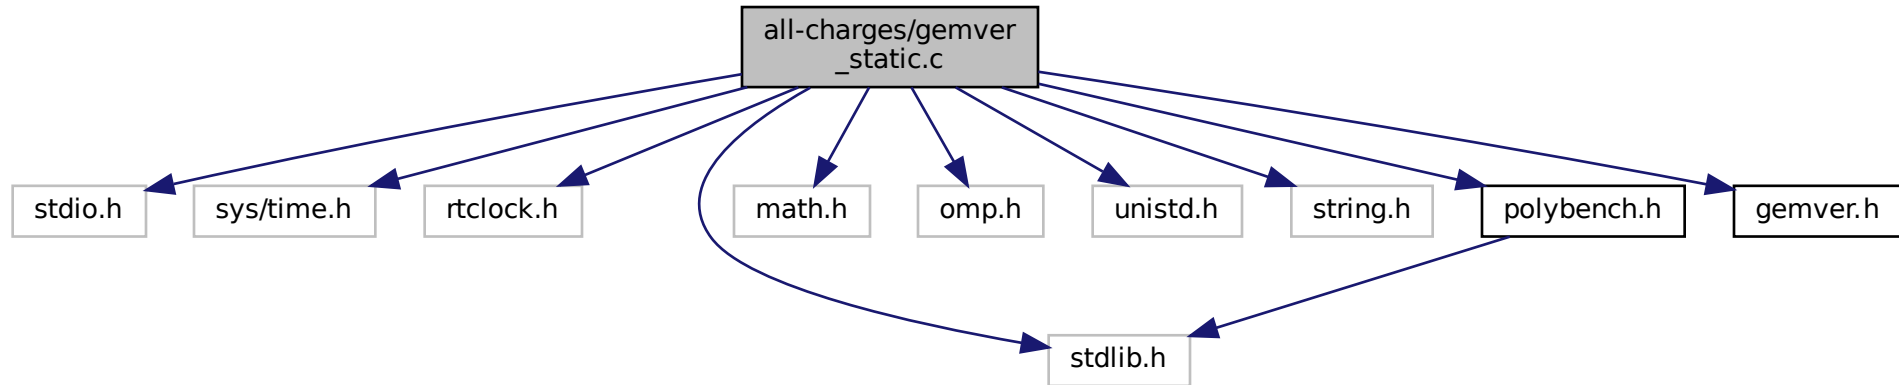 all-charges/gemver
_static.c
stdio.h
sys/time.h
rtclock.h
math.h
omp.h
unistd.h
string.h
polybench.h
gemver.h
stdlib.h